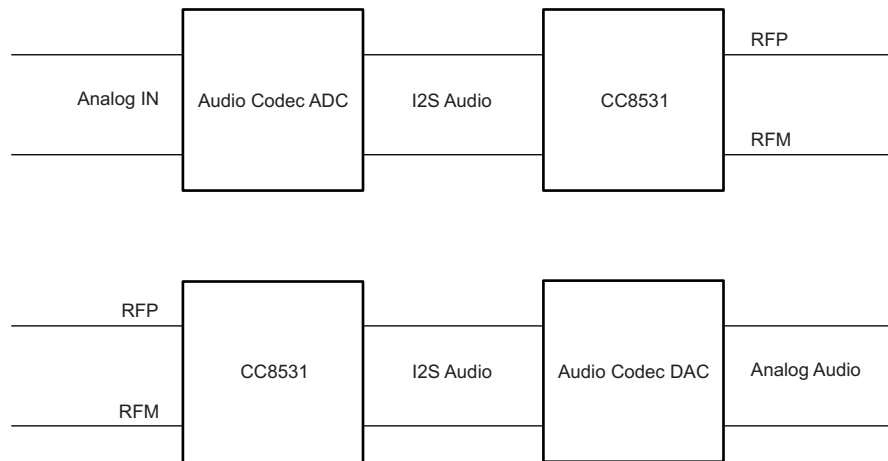 RFP
Analog IN
Audio Codec ADC
I2S Audio
CC8531
RFM
RFP
CC8531
I2S Audio
Audio Codec DAC
Analog Audio
RFM